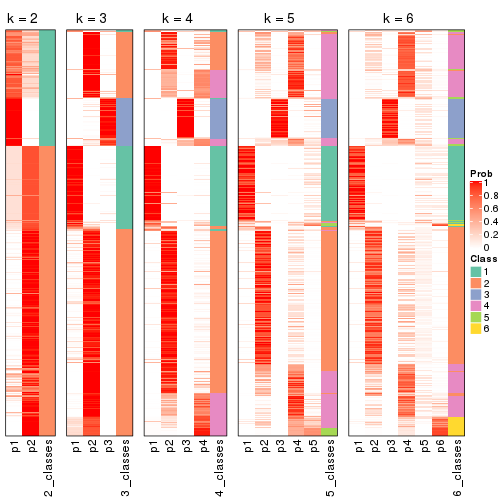 k = 2
k = 3
k = 4
k = 5
k = 6
p1
p2
2_classes
p1
p2
p3
3_classes
p1
p2
p3
p4
4_classes
p1
p2
p3
p4
p5
5_classes
p1
p2
p3
p4
p5
p6
6_classes
Prob
1
0.8
0.6
0.4
0.2
0
Class
1
2
3
4
5
6